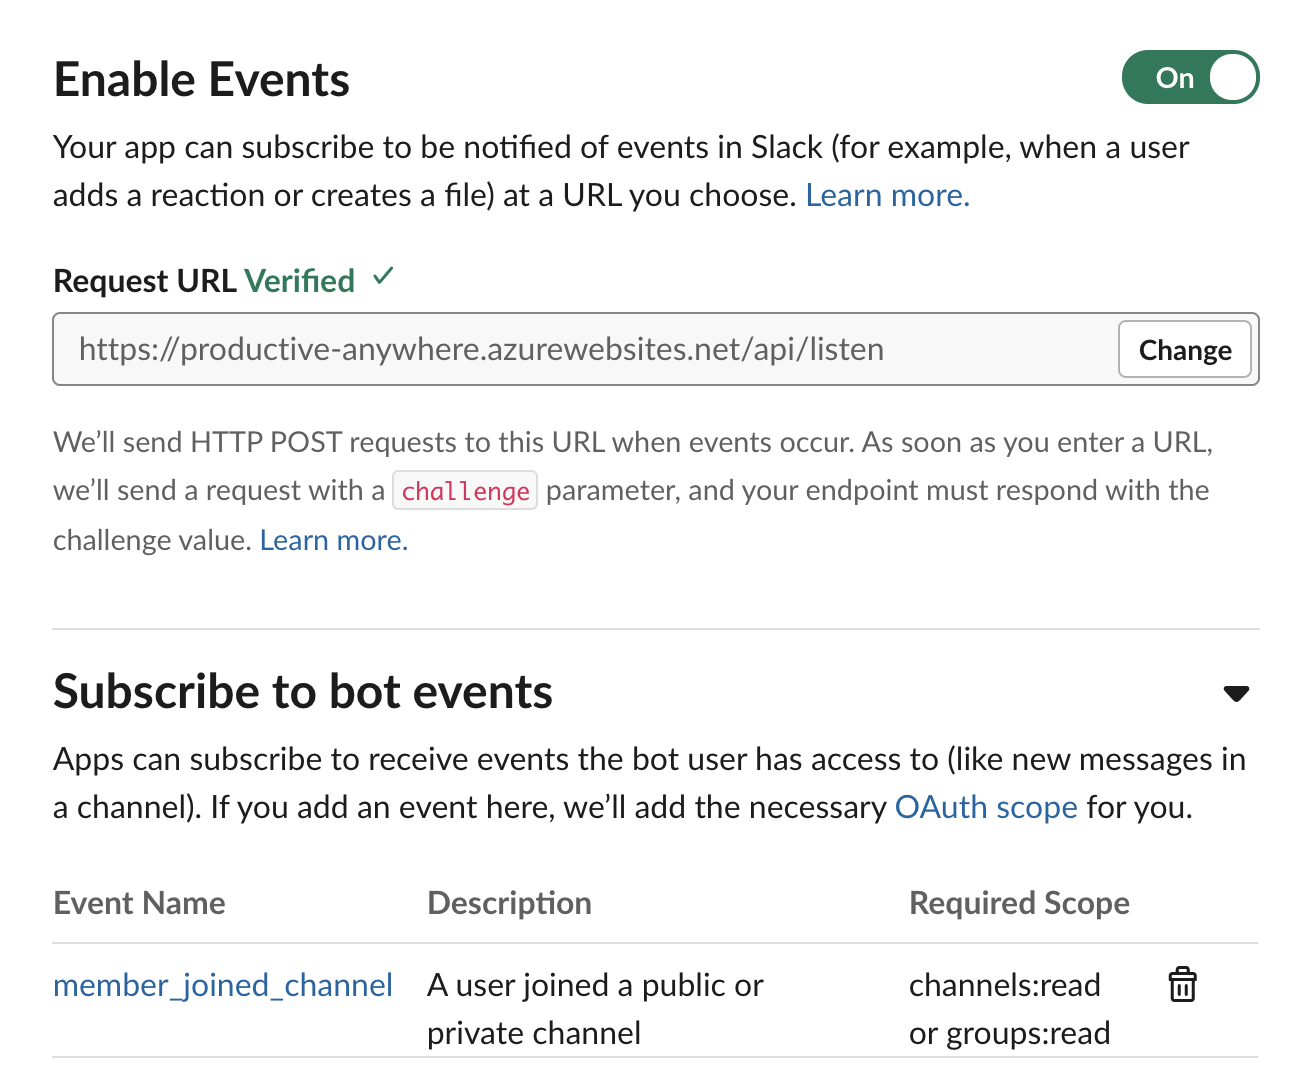 Enable Events
On
Your app can subscribe to be notified of events in Slack (for example, when a user
adds a reaction or creates a file) at a URL you choose. Learn more.
Request URL Verified ✓
https://productive-anywhere.azurewebsites.net/api/listen
Change
We’ll send HTTP POST requests to this URL when events occur. As soon as you enter a URL,
we’ll send a request with a challenge parameter, and your endpoint must respond with the
challenge value. Learn more.
Subscribe to bot events
Apps can subscribe to receive events the bot user has access to (like new messages in
a channel). If you add an event here, we’ll add the necessary OAuth scope for you.
Event Name Description Required Scope
member_joined_channel A user joined a public or channels:read
private channel or groups:read